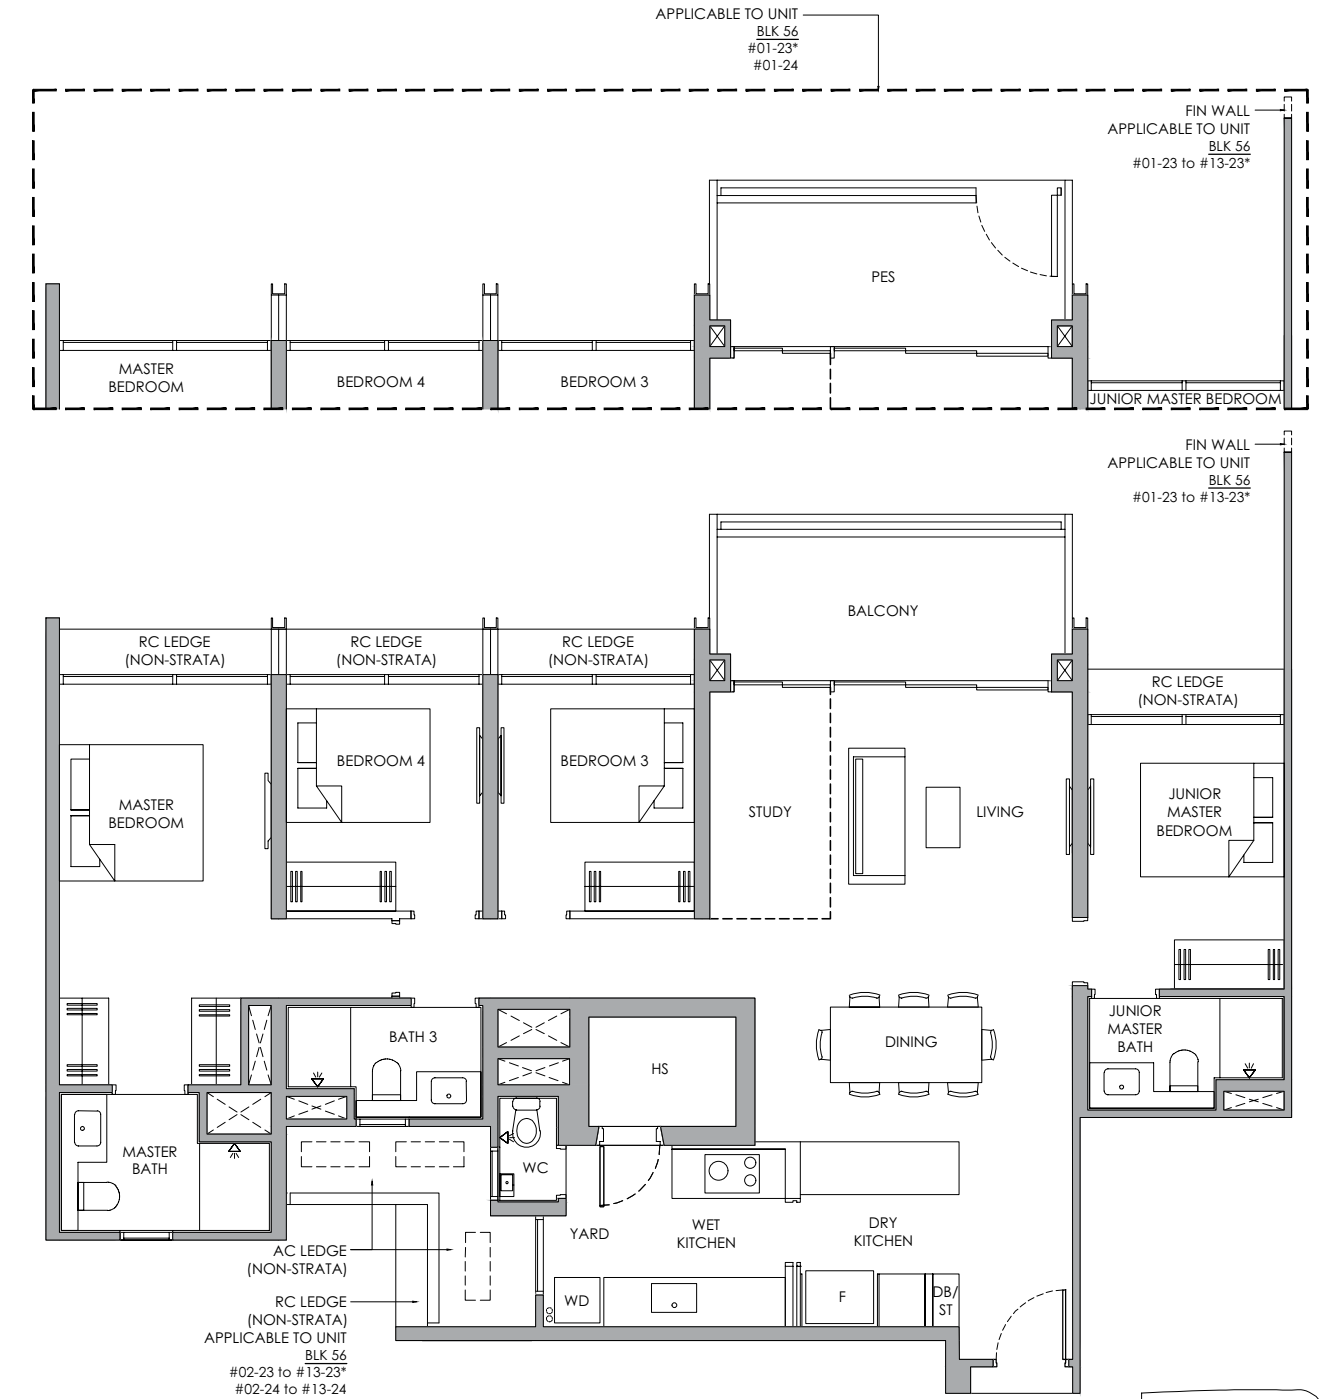 APPLICABLE TO UNIT
BLK 56
#01-23*
#01-24
FIN WALL
APPLICABLE TO UNIT
BLK 56
#01-23 to #13-23*
PES
MASTER
BEDROOM
BEDROOM 4
BEDROOM 3
JUNIOR MASTER BEDROOM
FIN WALL
APPLICABLE TO UNIT
BLK 56
#01-23 to #13-23*
BALCONY
RC LEDGE
(NON-STRATA)
RC LEDGE
(NON-STRATA)
RC LEDGE
(NON-STRATA)
RC LEDGE
(NON-STRATA)
BEDROOM 4
BEDROOM 3
MASTER
BEDROOM
STUDY
LIVING
JUNIOR
MASTER
BEDROOM
BATH 3
HS
DINING
JUNIOR
MASTER
BATH
MASTER
BATH
WC
YARD
WET
KITCHEN
DRY
KITCHEN
AC LEDGE
(NON-STRATA)
WD
F
DB/
ST
RC LEDGE
(NON-STRATA)
APPLICABLE TO UNIT
BLK 56
#02-23 to #13-23*
#02-24 to #13-24